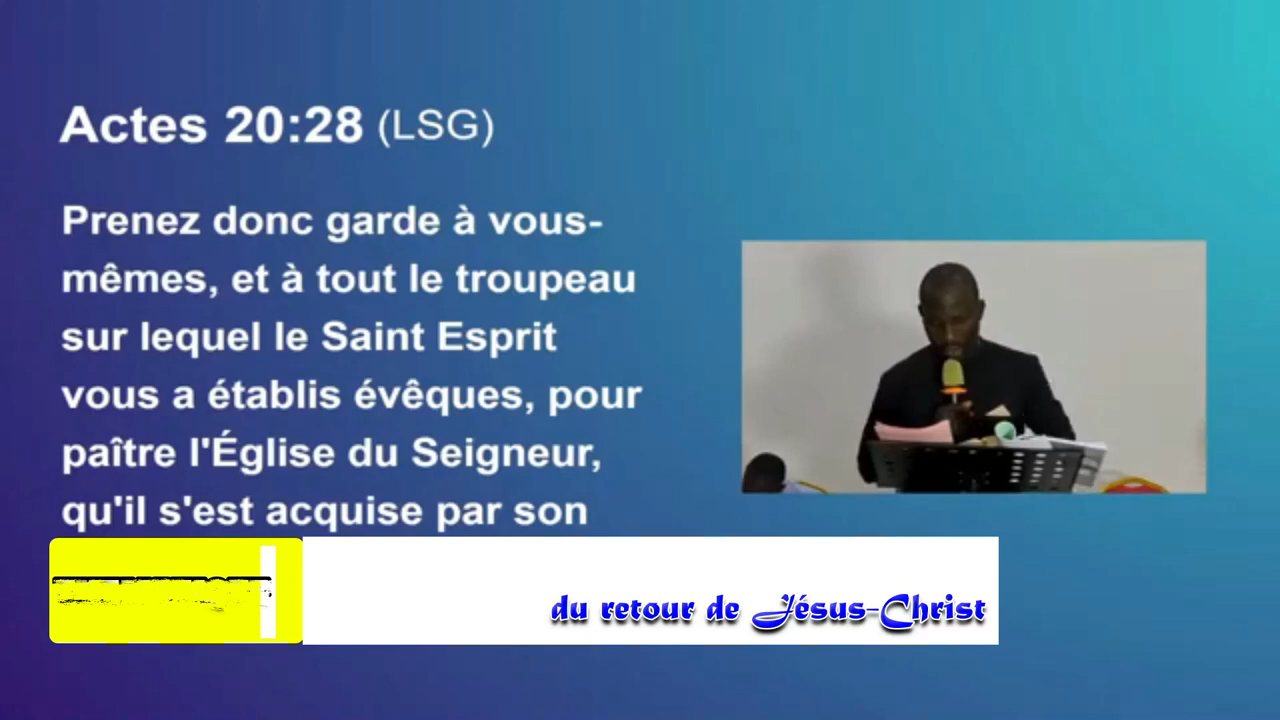 Actes 20:28 (LSG)
Prenez donc garde à vous-
mêmes, et à tout le troupeau
sur lequel le Saint Esprit
vous a établis évêques, pour
paître l'Église du Seigneur,
qu'il s'est acquise par son
du retour de Jésus-Christ